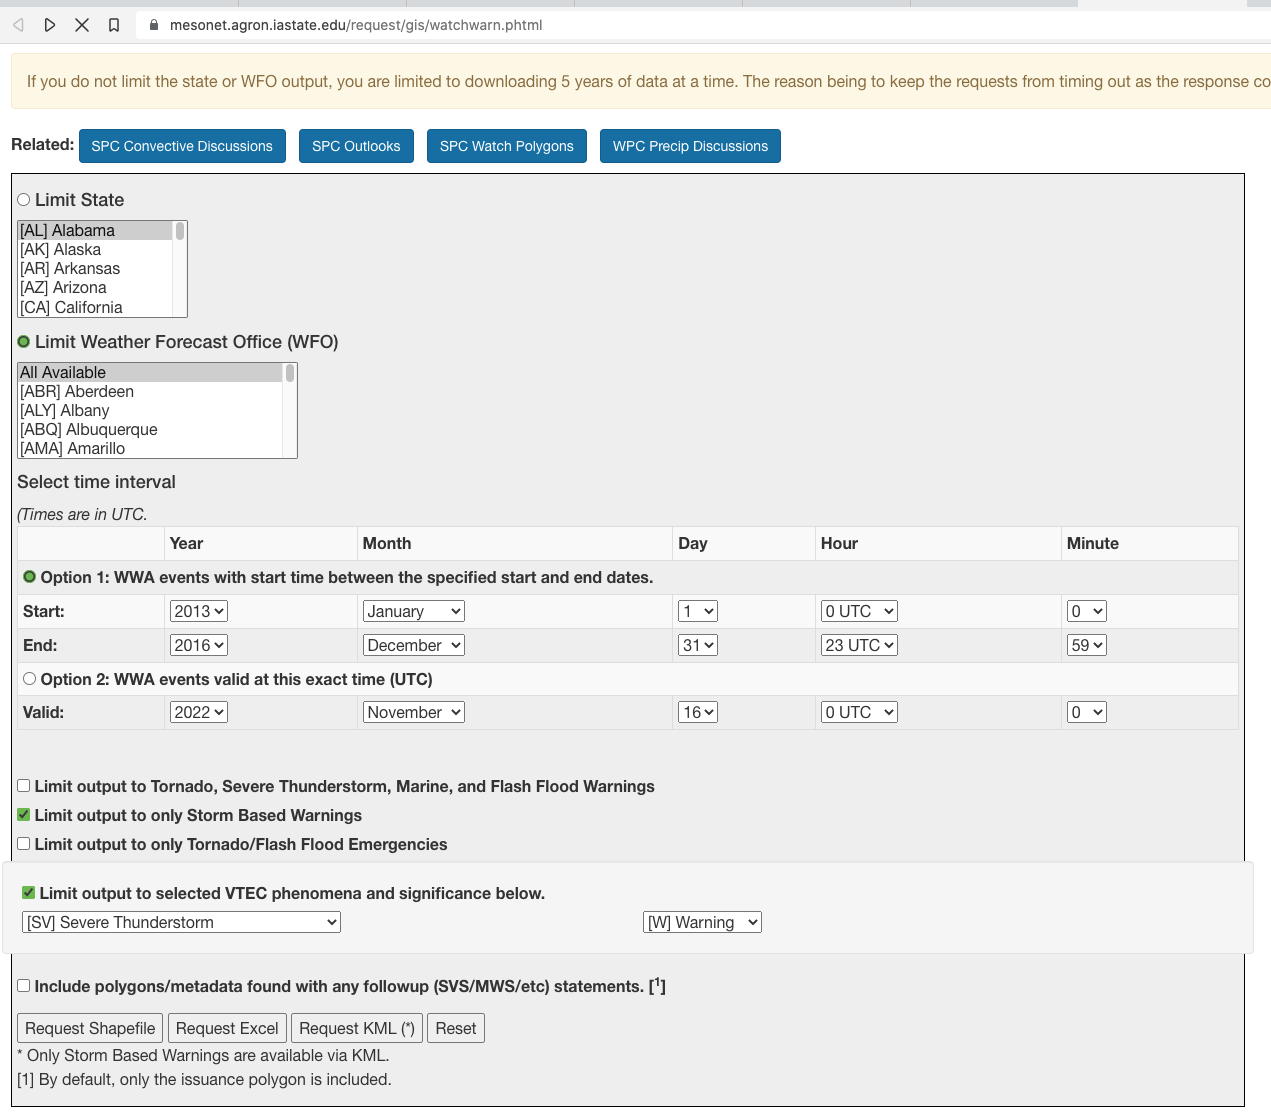 mesonet.agron.iastate.edu/request/gis/watchwarn.phtml
If you do not limit the state or WFO output, you are limited to downloading 5 years of data at a time. The reason being to keep the requests from timing out as the response co
Related: SPC Convective Discussions SPC Outlooks SPC Watch Polygons WPC Precip Discussions
Limit State
[AL] Alabama
[AK] Alaska
[AR] Arkansas
[AZ] Arizona
[CA] California
Limit Weather Forecast Office (WFO)
All Available
[ABR] Aberdeen
[ALY] Albany
[ABQ] Albuquerque
[AMA] Amarillo
Select time interval
(Times are in UTC.
Year Month Day Hour Minute
Option 1: WWA events with start time between the specified start and end dates.
Start: 2013 January 1 0 UTC 0
End: 2016 December 31 23 UTC 59
Option 2: WWA events valid at this exact time (UTC)
Valid: 2022 November 16 0 UTC 0
Limit output to Tornado, Severe Thunderstorm, Marine, and Flash Flood Warnings
Limit output to only Storm Based Warnings
Limit output to only Tornado/Flash Flood Emergencies
Limit output to selected VTEC phenomena and significance below.
[SV] Severe Thunderstorm [W] Warning
Include polygons/metadata found with any followup (SVS/MWS/etc) statements. [1]
Request Shapefile Request Excel Request KML (*) Reset
* Only Storm Based Warnings are available via KML.
[1] By default, only the issuance polygon is included.